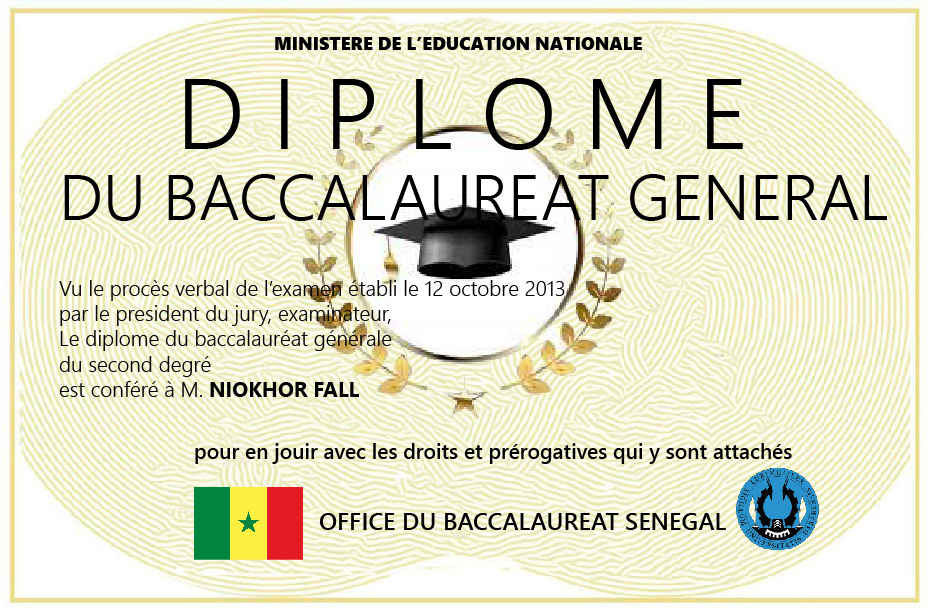 MINISTERE DE L'EDUCATION NATIONALE
DIPLOME
DU BACCALAUREAT GENERAL
Vu le procès verbal de l'examen établi le 12 octobre 2013
par le president du jury, examinateur,
Le diplome du baccalauréat générale
du second degré
est conféré à M. NIOKHOR FALL
pour en jouir avec les droits et prérogatives qui y sont attachés
OFFICE DU BACCALAUREAT SENEGAL